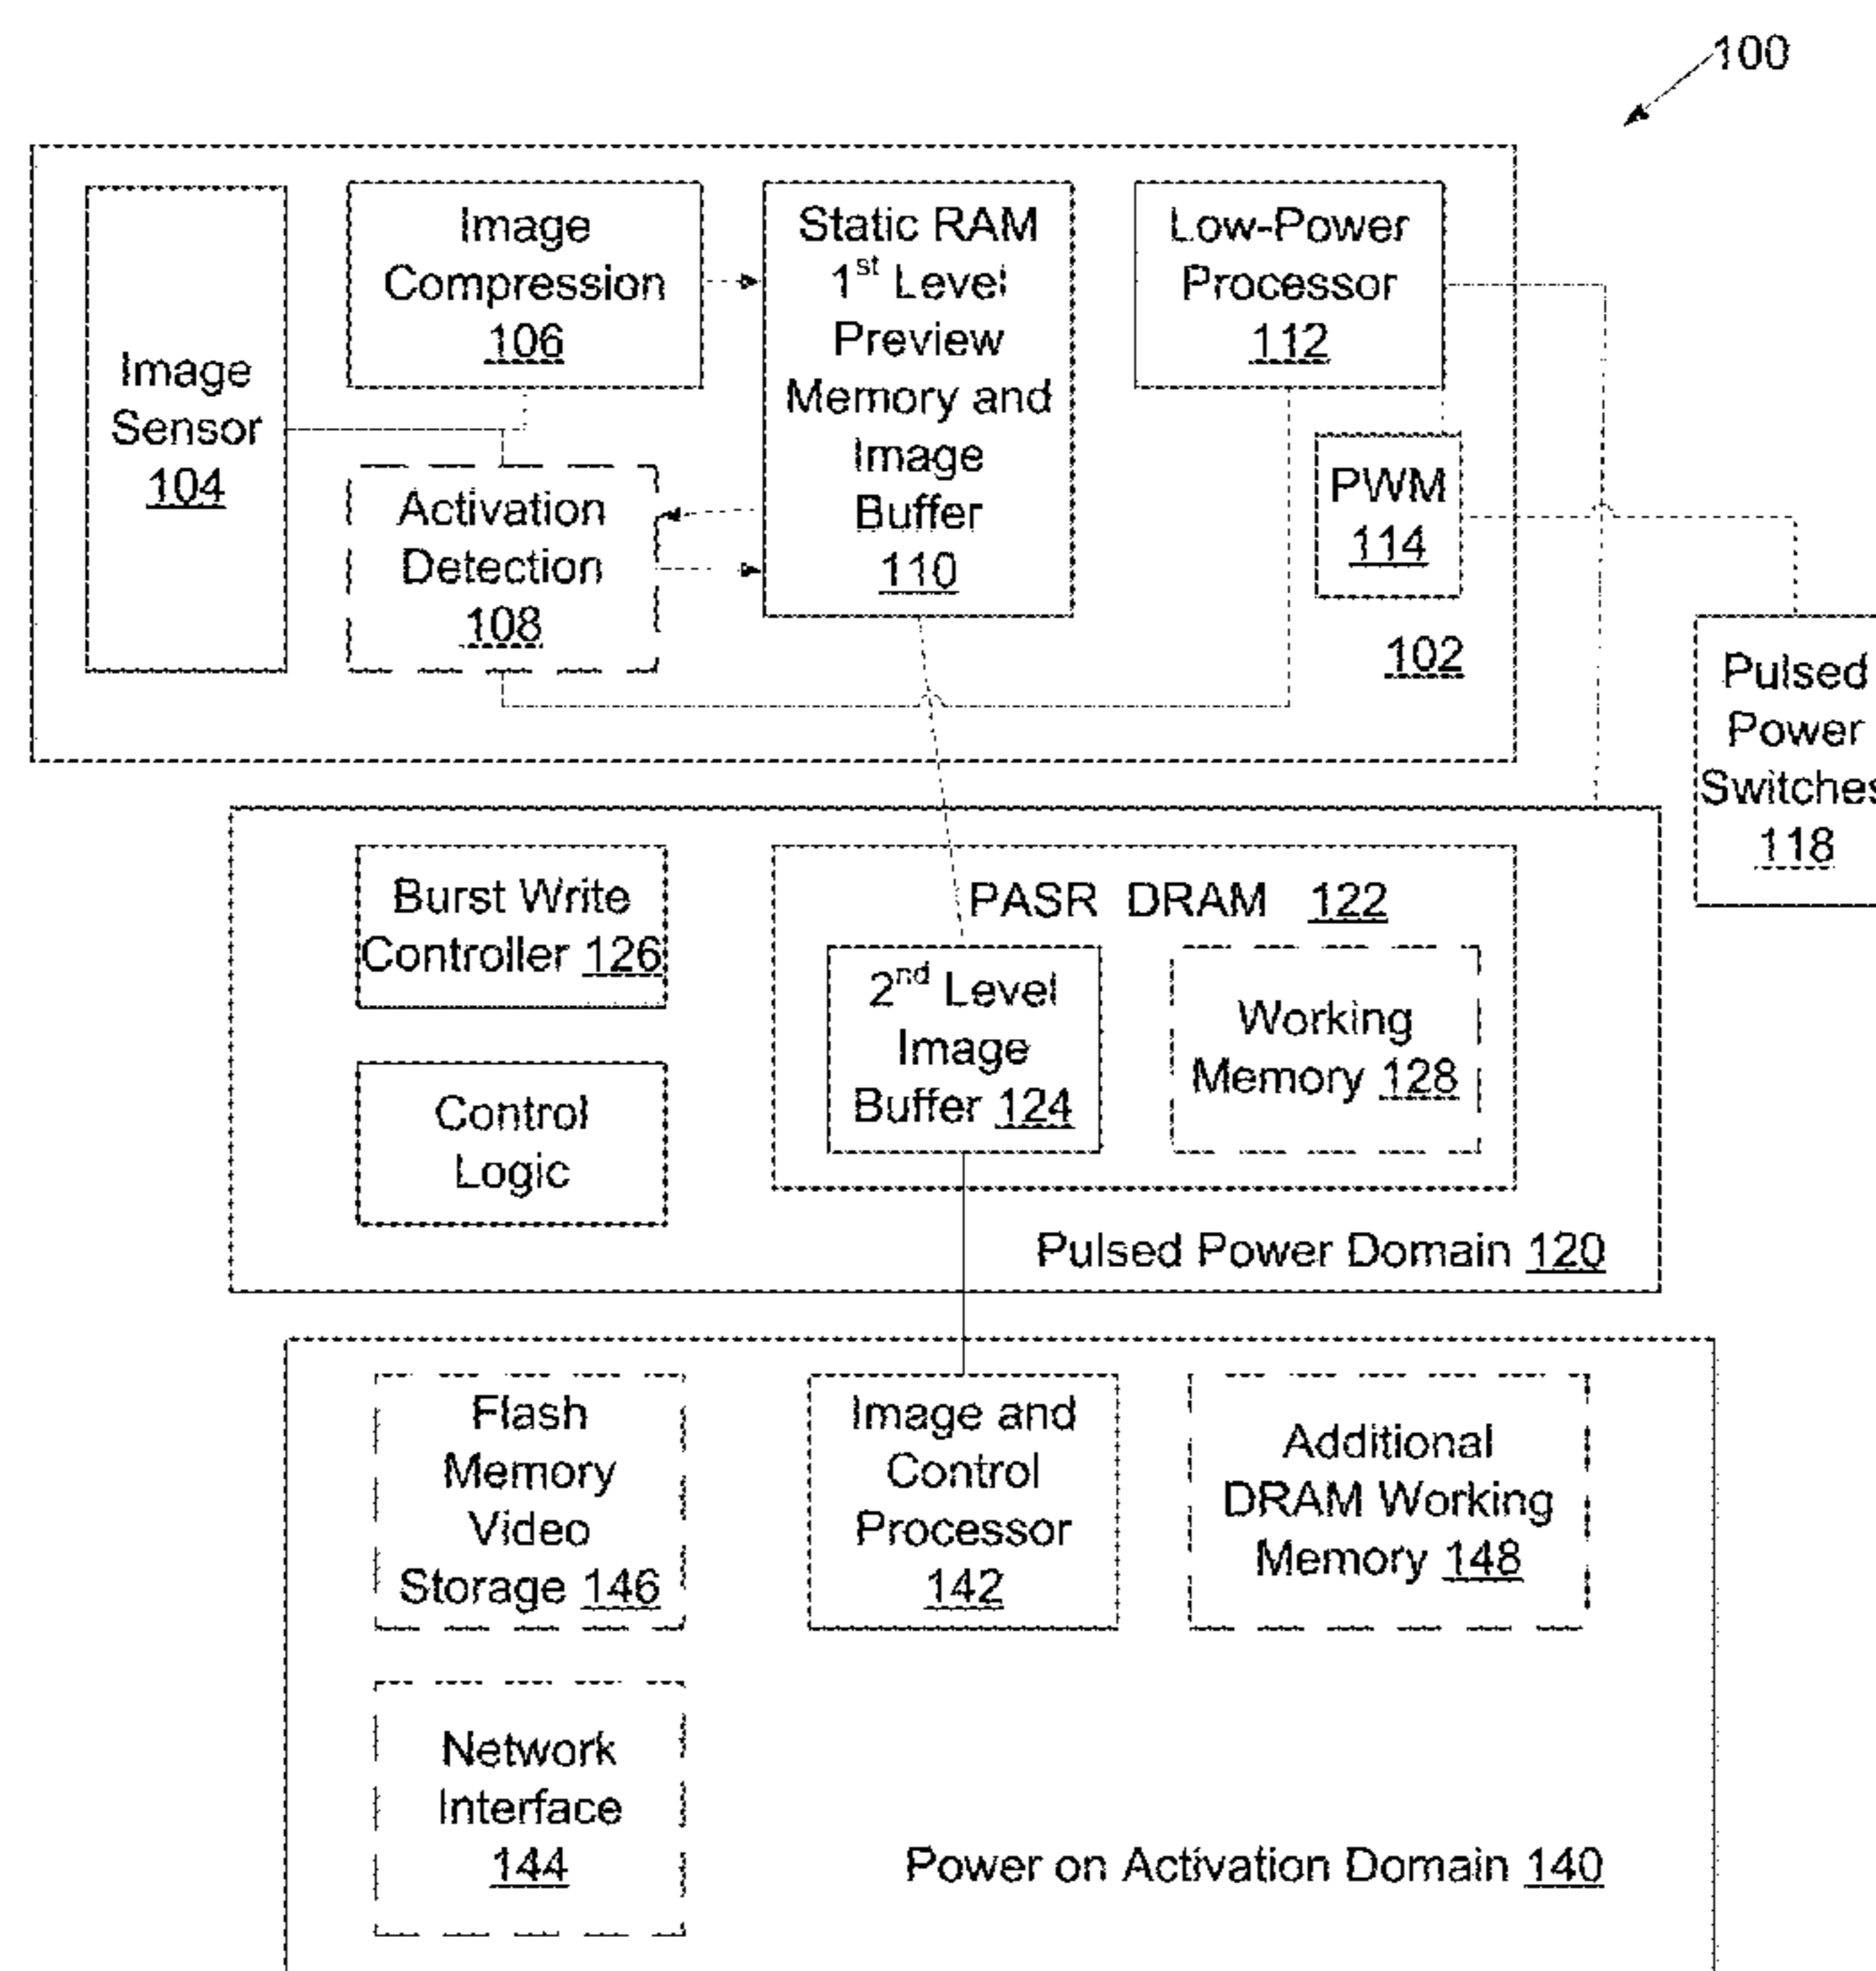 100
Image
Sensor
104
Image
Compression
106
Activation
Detection
108
Static RAM
1st Level
Preview
Memory and
Image
Buffer
110
Low-Power
Processor
112
PWM
114
102
Pulsed
Power
Switches
118
Burst Write
Controller 126
Control
Logic
PASR DRAM 122
2nd Level
Image
Buffer 124
Working
Memory 128
Pulsed Power Domain 120
Flash
Memory
Video
Storage 146
Image and
Control
Processor
142
Additional
DRAM Working
Memory 148
Network
Interface
144
Power on Activation Domain 140